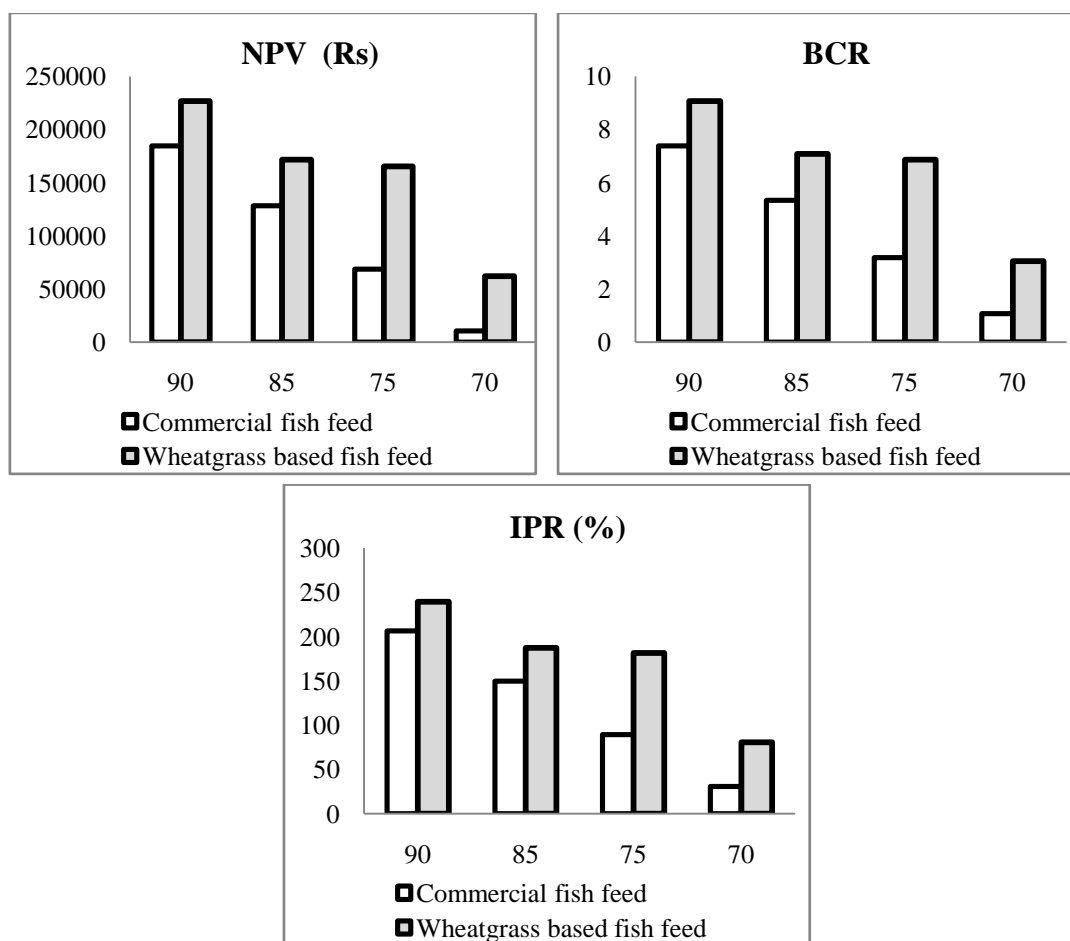 NPV (Rs)
250000
200000
150000
100000
50000
0
90 85 75 70
Commercial fish feed
Wheatgrass based fish feed
BCR
10
8
6
4
2
0
90 85 75 70
Commercial fish feed
Wheatgrass based fish feed
IPR (%)
300
250
200
150
100
50
0
90 85 75 70
Commercial fish feed
Wheatgrass based fish feed